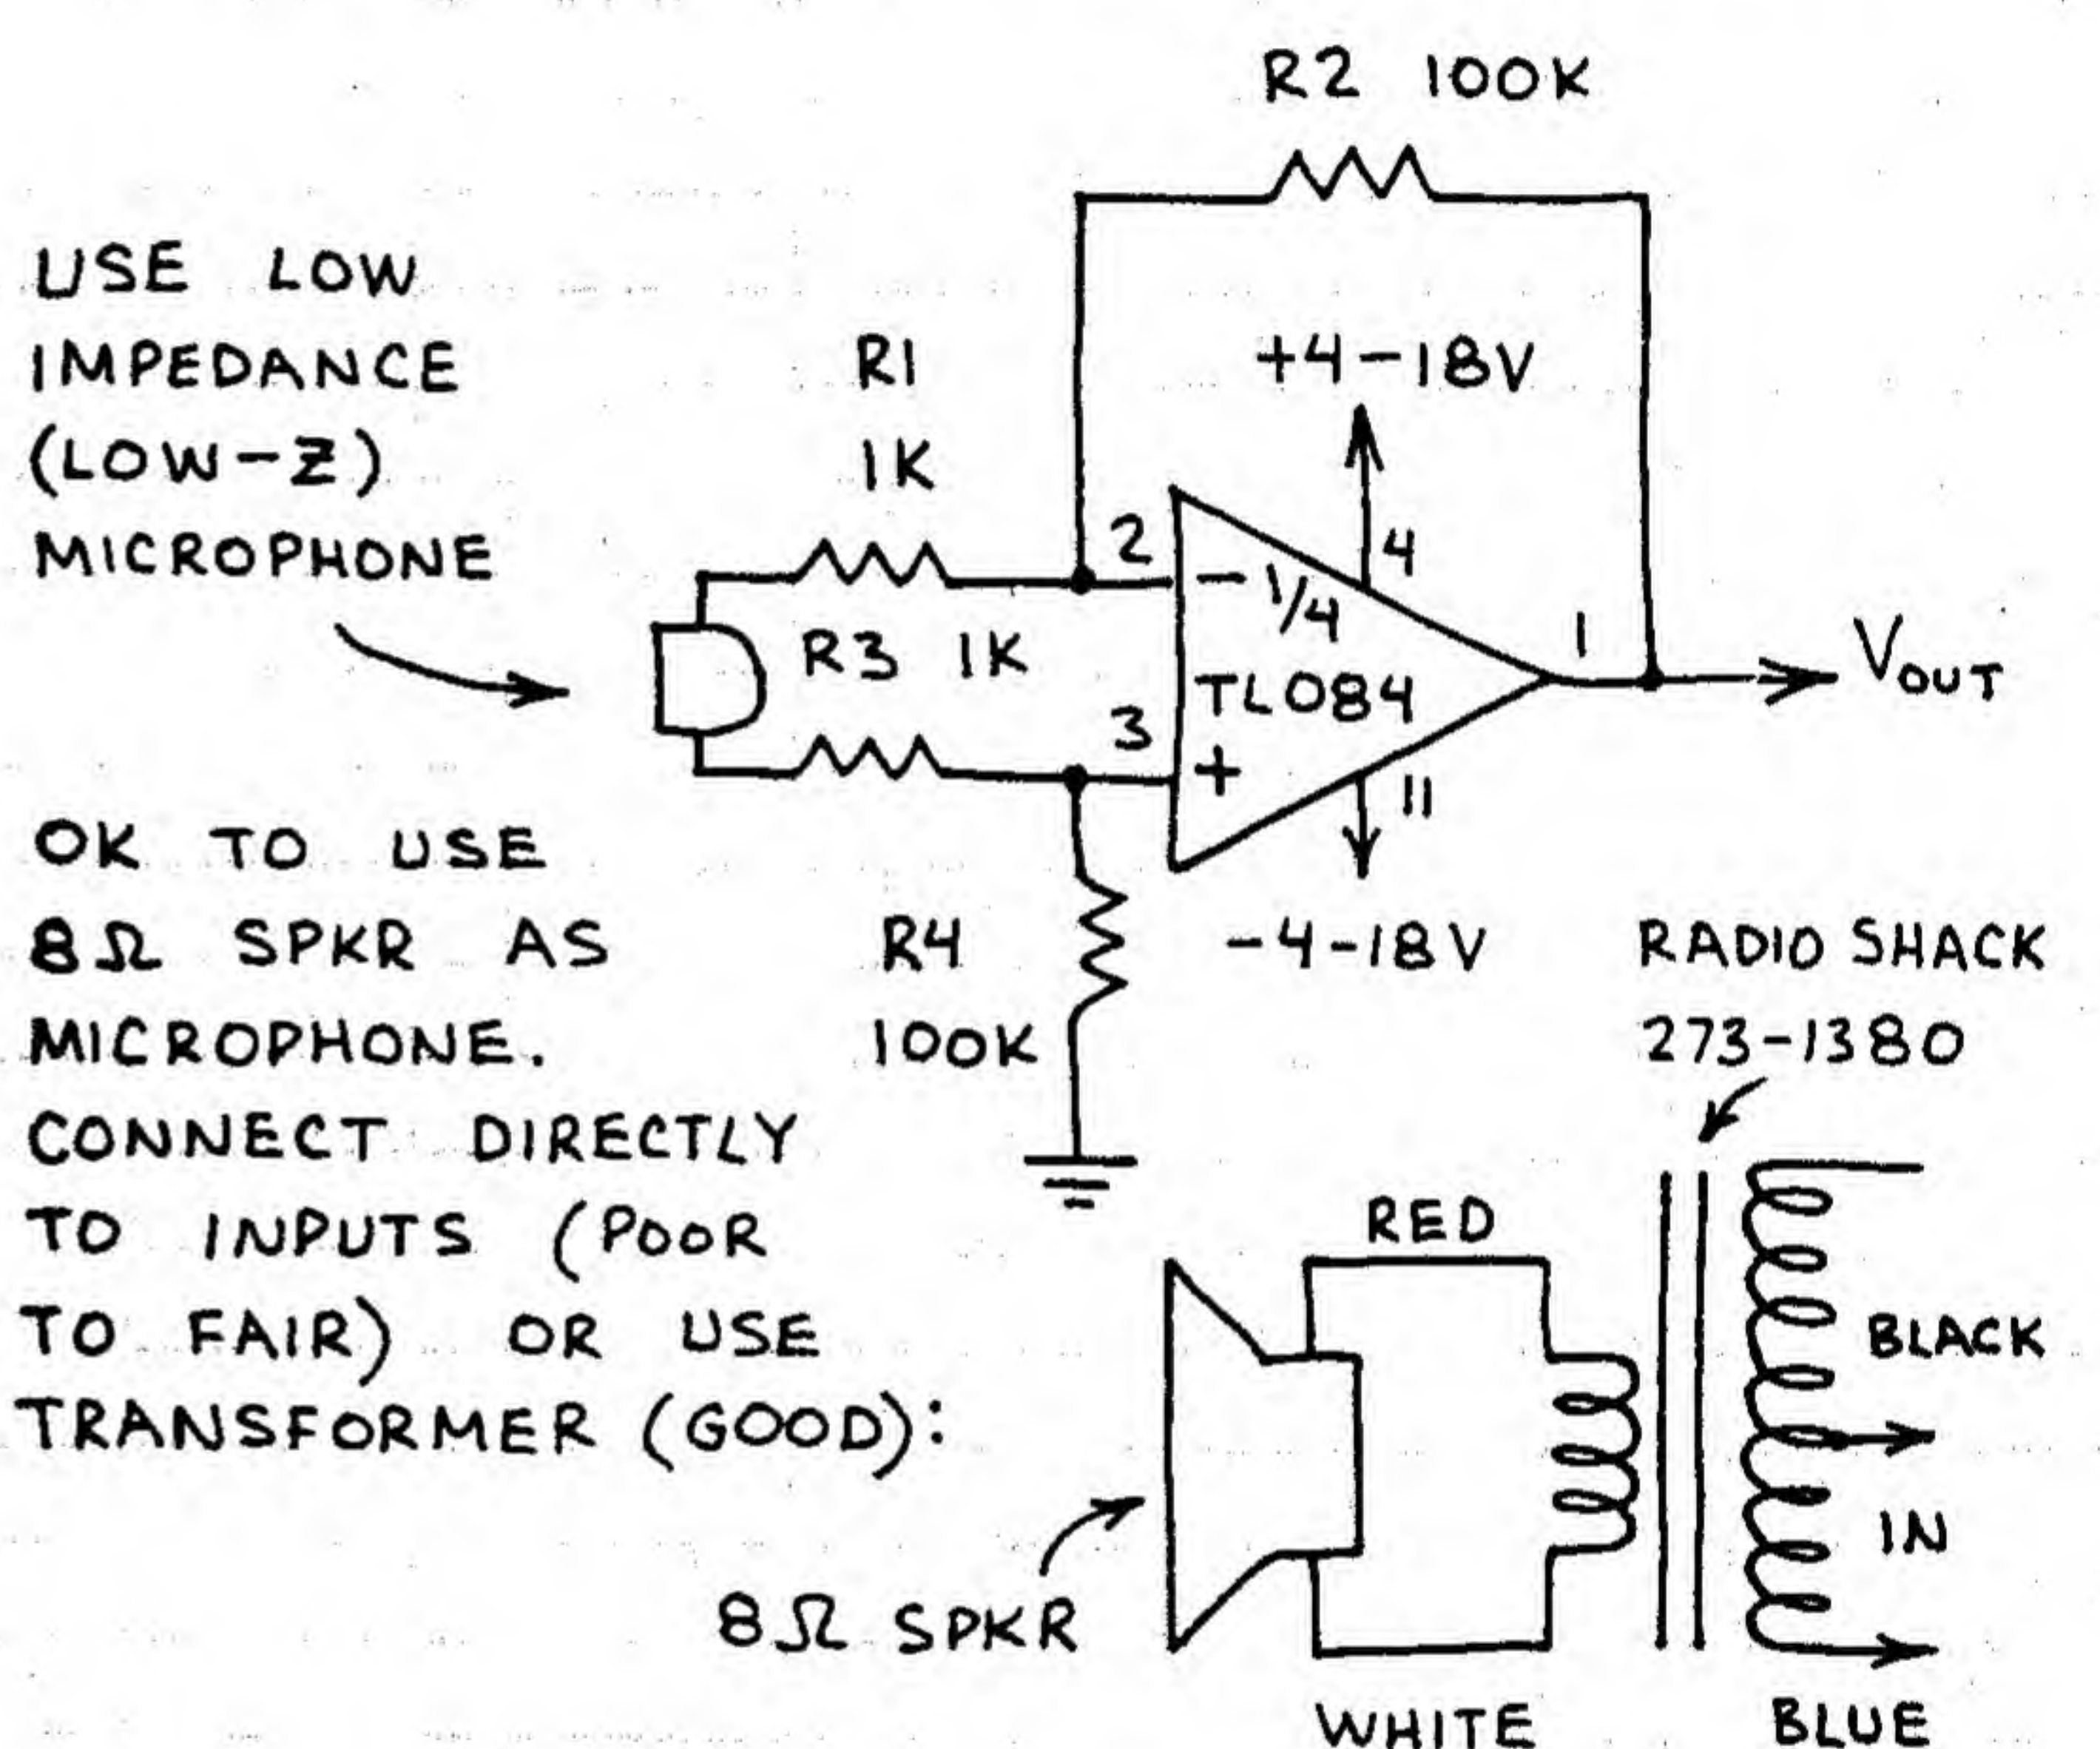 R2 100K
USE LOW
IMPEDANCE
(LOW-Z)
MICROPHONE
R1
1K
+4-18V
2
4
- 1/4
TL084
+
R3 1K
3
1
VOUT
11
OK TO USE
8Ω SPKR AS
MICROPHONE.
CONNECT DIRECTLY
TO INPUTS (POOR
TO FAIR) OR USE
TRANSFORMER (GOOD):
R4
100K
-4-18V
RADIO SHACK
273-1380
RED
BLACK
IN
8Ω SPKR
WHITE
BLUE